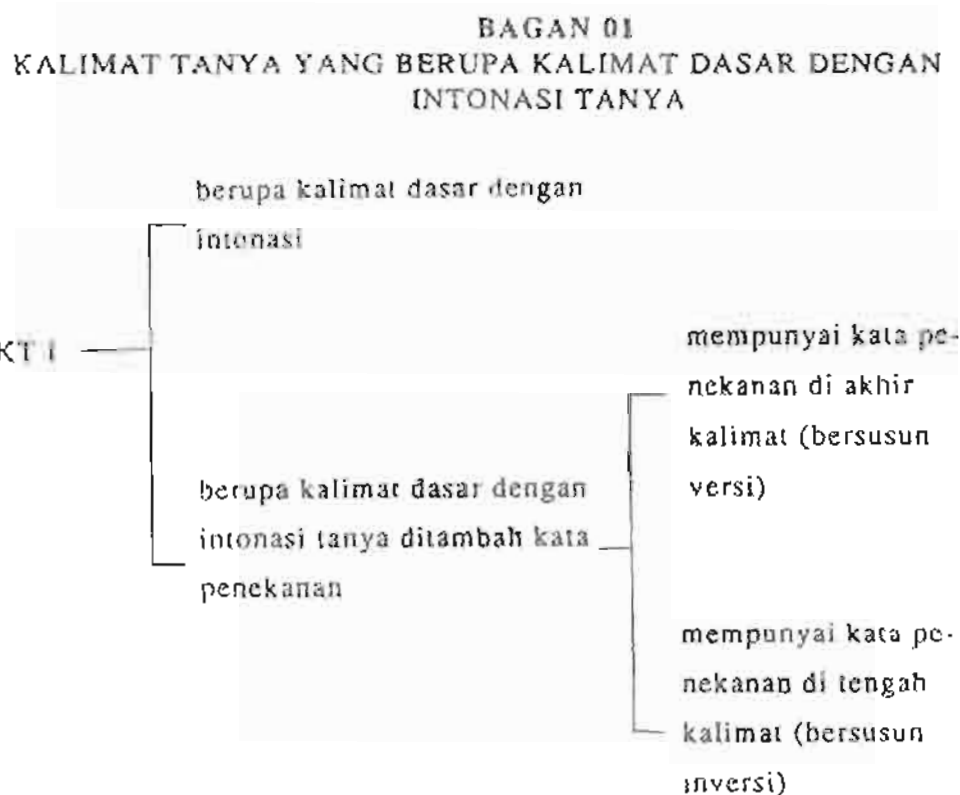 BAGAN 01
KALIMAT TANYA YANG BERUPA KALIMAT DASAR DENGAN
INTONASI TANYA
berupa kalimat dasar dengan
intonasi
KT 1
berupa kalimat dasar dengan
intonasi tanya ditambah kata
penekanan
mempunyai kata pe-
nekanan di akhir
kalimat (bersusun
versi)
mempunyai kata pe-
nekanan di tengah
kalimat (bersusun
inversi)